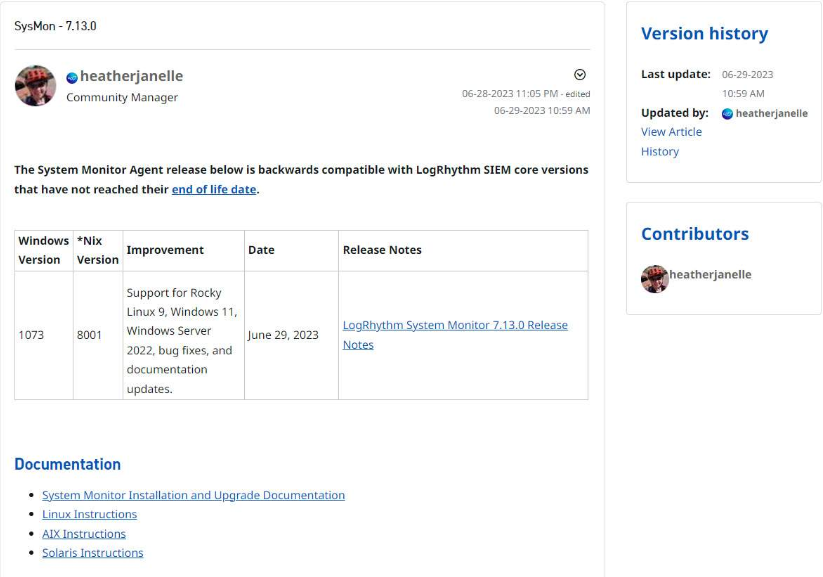 SysMon - 7.13.0
heatherjanelle
Community Manager
06-28-2023 11:05 PM - edited
06-29-2023 10:59 AM
The System Monitor Agent release below is backwards compatible with LogRhythm SIEM core versions
that have not reached their end of life date.
Windows Version
*Nix Version
Improvement
Date
Release Notes
1073
8001
Support for Rocky
Linux 9, Windows 11,
Windows Server
2022, bug fixes, and
documentation
updates.
June 29, 2023
LogRhythm System Monitor 7.13.0 Release
Notes
Documentation
System Monitor Installation and Upgrade Documentation
Linux Instructions
AIX Instructions
Solaris Instructions
Version history
Last update: 06-29-2023
10:59 AM
Updated by: heatherjanelle
View Article
History
Contributors
heatherjanelle